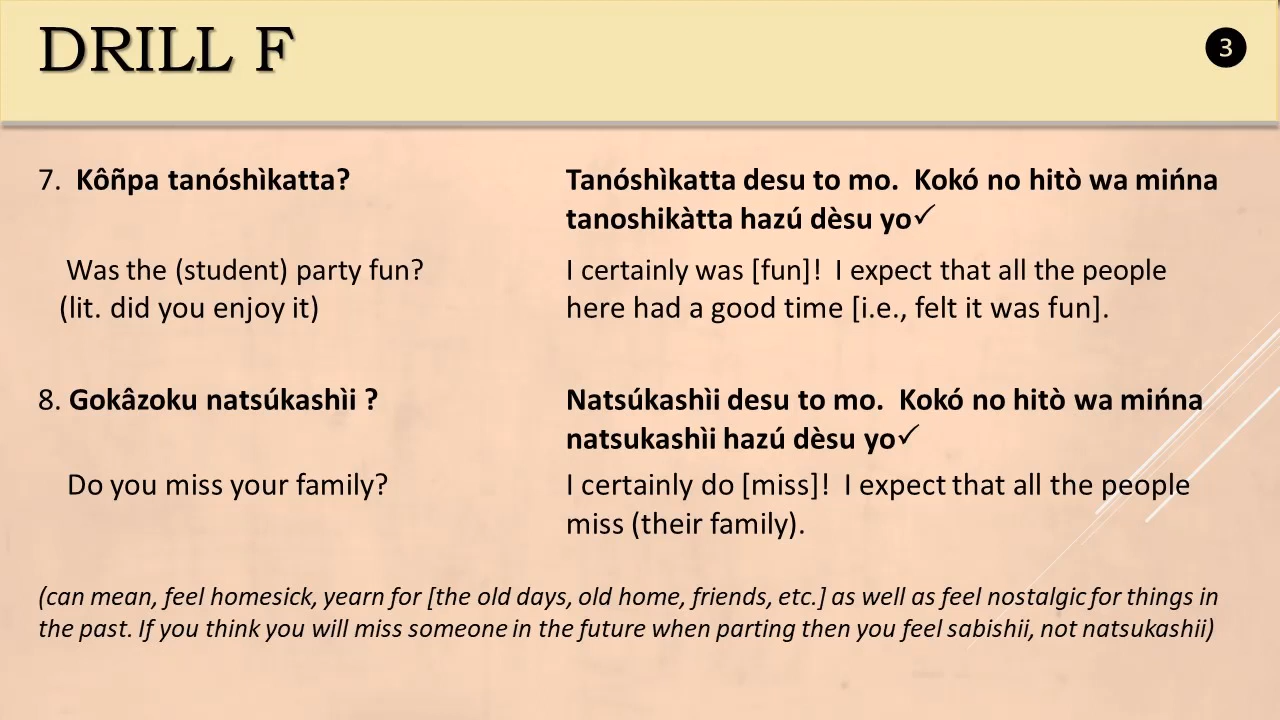 DRILL F
3
7. Kôñpa tanóshìkatta?
Tanóshìkatta desu to mo. Kokó no hitò wa mińna
tanoshikàtta hazú dèsu yo✓
Was the (student) party fun?
(lit. did you enjoy it)
I certainly was [fun]! I expect that all the people
here had a good time [i.e., felt it was fun].
8. Gokâzoku natsúkashìi ?
Natsúkashìi desu to mo. Kokó no hitò wa mińna
natsukashìi hazú dèsu yo✓
Do you miss your family?
I certainly do [miss]! I expect that all the people
miss (their family).
(can mean, feel homesick, yearn for [the old days, old home, friends, etc.] as well as feel nostalgic for things in
the past. If you think you will miss someone in the future when parting then you feel sabishii, not natsukashii)